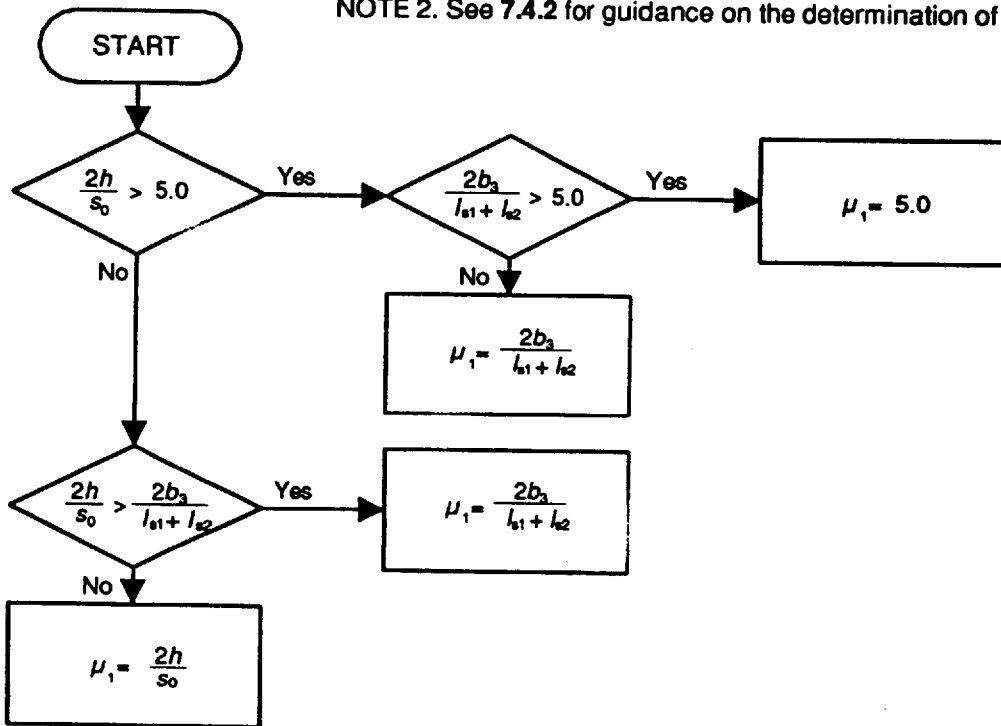 NOTE 2. See 7.4.2 for guidance on the determination of
START
2h/s₀ > 5.0
Yes
2b₃/(lₛ₁ + lₛ₂) > 5.0
Yes
μ₁= 5.0
No
No
μ₁= 2b₃/(lₛ₁ + lₛ₂)
2h/s₀ > 2b₃/(lₛ₁ + lₛ₂)
Yes
μ₁= 2b₃/(lₛ₁ + lₛ₂)
No
μ₁= 2h/s₀